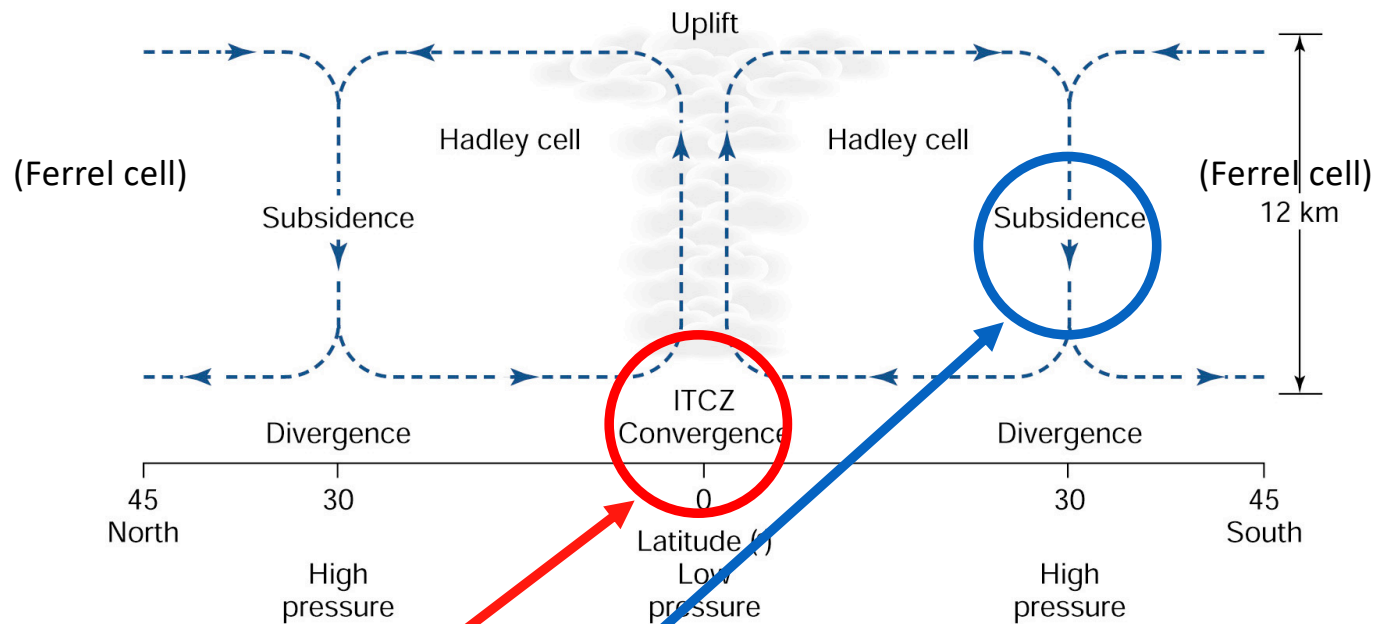 Uplift
Hadley cell
Hadley cell
(Ferrel cell)
(Ferrel cell)
Subsidence
Subsidence
12 km
ITCZ
Divergence
Convergence
Divergence
45
30
0
30
45
North
South
Latitude (°)
High
Low
High
pressure
pressure
pressure